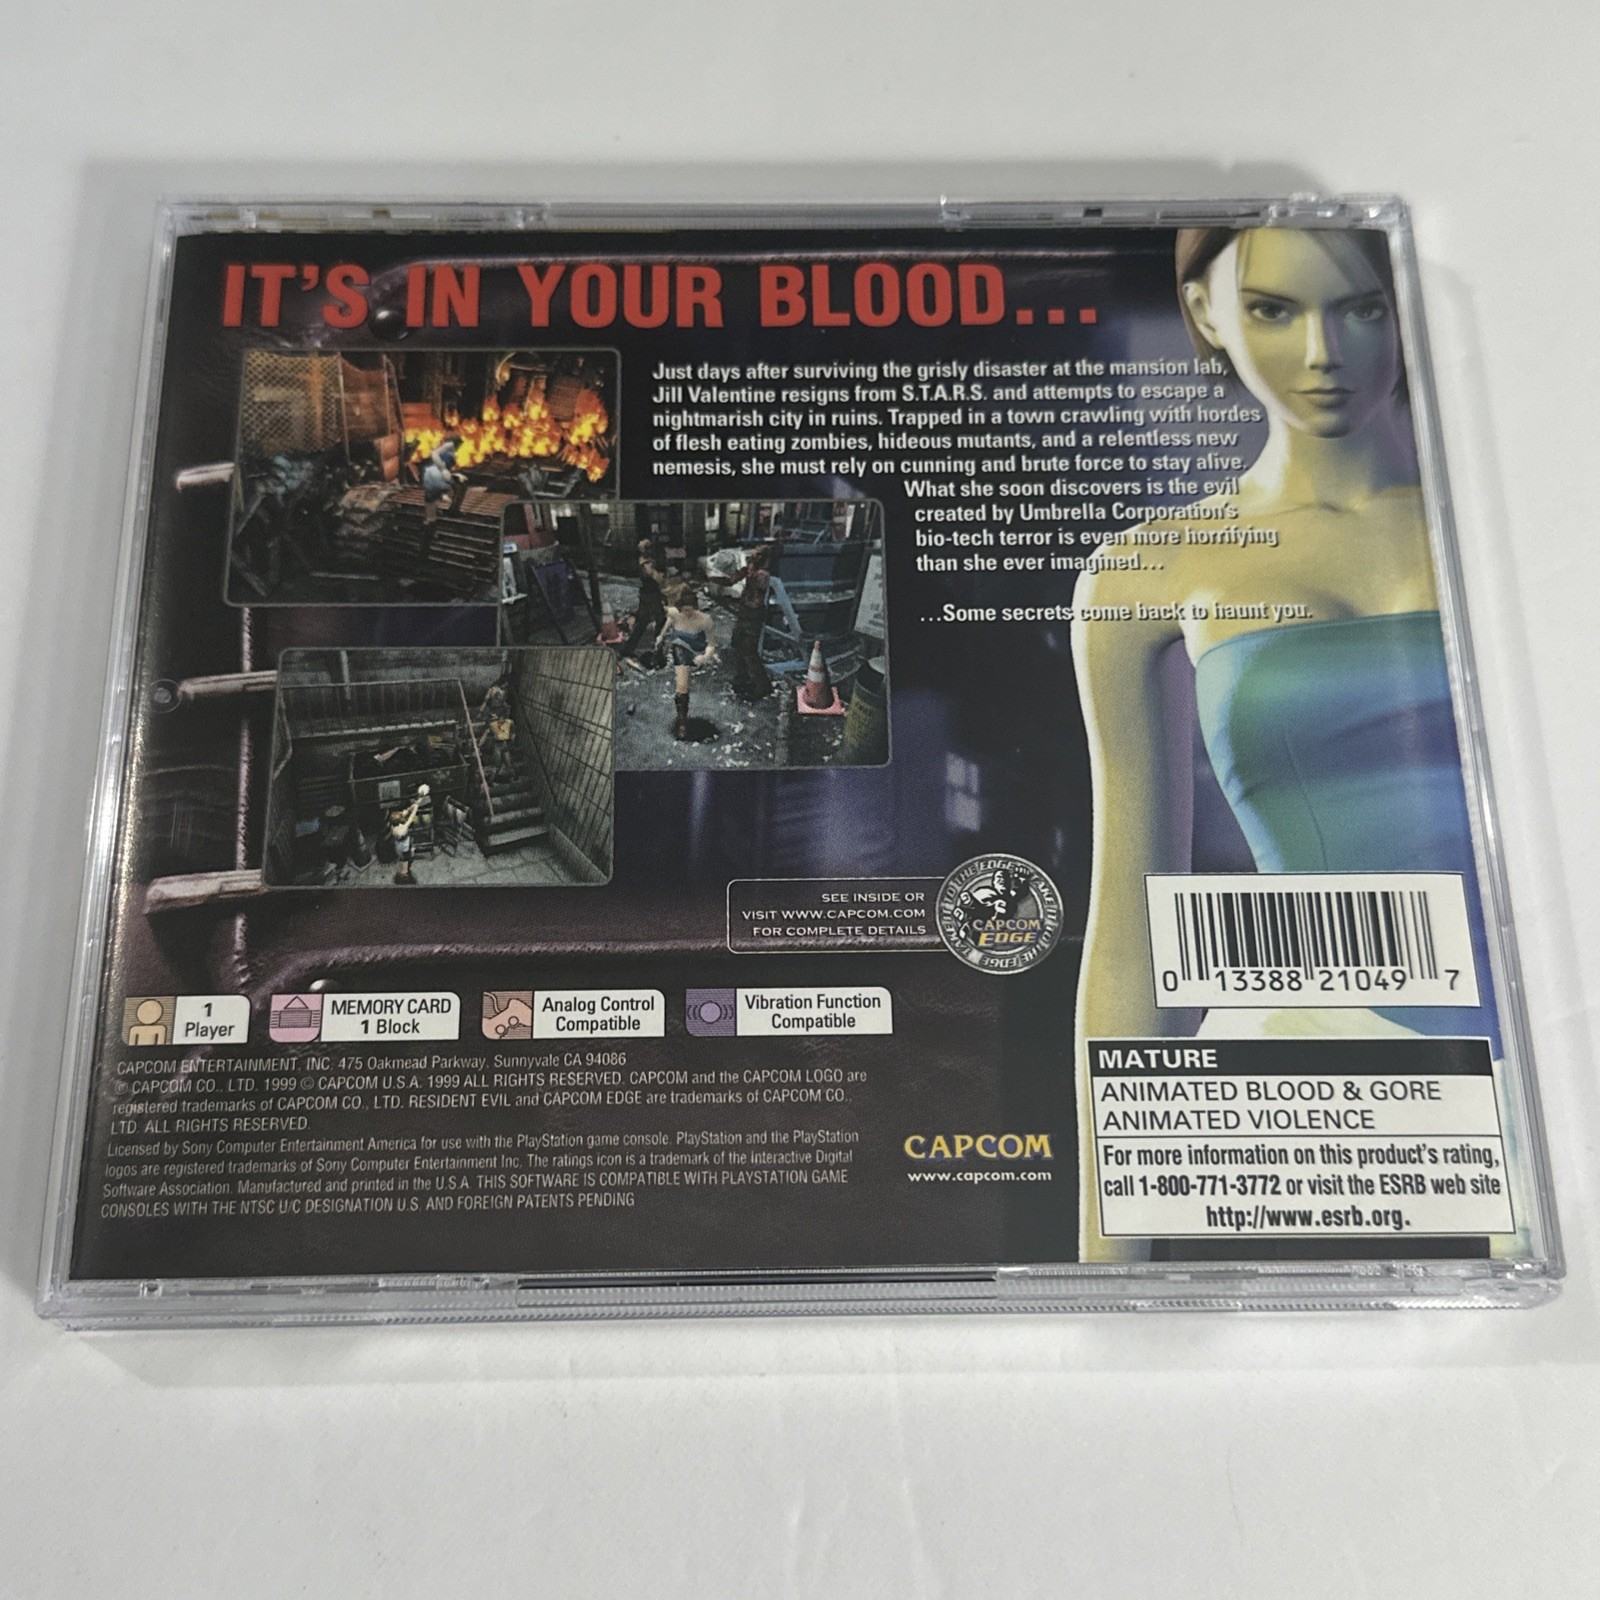 IT'S IN YOUR BLOOD...
Just days after surviving the grisly disaster at the mansion lab,
Jill Valentine resigns from S.T.A.R.S. and attempts to escape a
nightmarish city in ruins. Trapped in a town crawling with hordes
of flesh eating zombies, hideous mutants, and a relentless new
nemesis, she must rely on cunning and brute force to stay alive.
What she soon discovers is the evil
created by Umbrella Corporation's
bio-tech terror is even more horrifying
than she ever imagined...
...Some secrets come back to haunt you.
SEE INSIDE OR
VISIT WWW.CAPCOM.COM
FOR COMPLETE DETAILS
CAPCOM
EDGE
0 13388 21049 7
1
Player
MEMORY CARD
1 Block
Analog Control
Compatible
Vibration Function
Compatible
CAPCOM ENTERTAINMENT, INC. 475 Oakmead Parkway, Sunnyvale CA 94086
© CAPCOM CO., LTD. 1999 © CAPCOM U.S.A. 1999 ALL RIGHTS RESERVED. CAPCOM and the CAPCOM LOGO are
registered trademarks of CAPCOM CO., LTD. RESIDENT EVIL and CAPCOM EDGE are trademarks of CAPCOM CO.,
LTD. ALL RIGHTS RESERVED.
Licensed by Sony Computer Entertainment America for use with the PlayStation game console. PlayStation and the PlayStation
logos are registered trademarks of Sony Computer Entertainment Inc. The ratings icon is a trademark of the Interactive Digital
Software Association. Manufactured and printed in the U.S.A. THIS SOFTWARE IS COMPATIBLE WITH PLAYSTATION GAME
CONSOLES WITH THE NTSC U/C DESIGNATION U.S. AND FOREIGN PATENTS PENDING
CAPCOM
www.capcom.com
MATURE
ANIMATED BLOOD & GORE
ANIMATED VIOLENCE
For more information on this product's rating,
call 1-800-771-3772 or visit the ESRB web site
http://www.esrb.org.